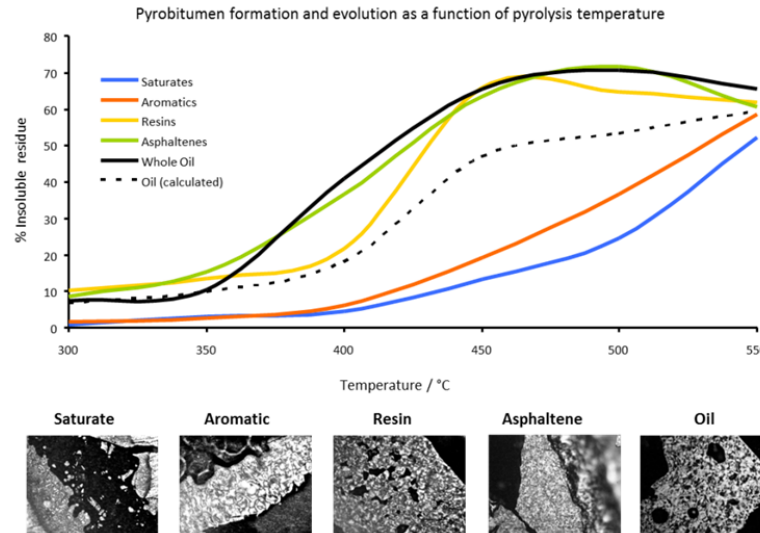 Pyrobitumen formation and evolution as a function of pyrolysis temperature
80
70
60
50
40
30
20
10
0
% Insoluble residue
Saturates
Aromatics
Resins
Asphaltenes
Whole Oil
Oil (calculated)
300 350 400 450 500 550
Temperature / °C
Saturate Aromatic Resin Asphaltene Oil